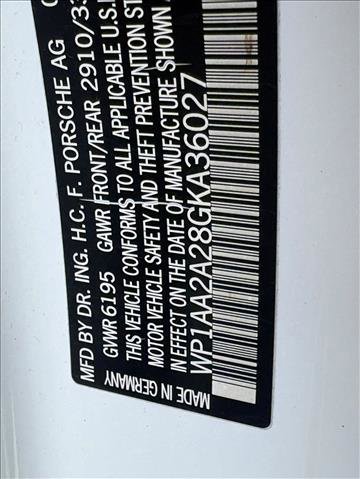 MFD BY DR. ING. H.C. F. PORSCHE AG
GVWR 6195 GAWR FRONT/REAR 2910/33
THIS VEHICLE CONFORMS TO ALL APPLICABLE U.S.
MOTOR VEHICLE SAFETY AND THEFT PREVENTION
IN EFFECT ON THE DATE OF MANUFACTURE SHOWN
WP1AA2A28GKA36027
MADE IN GERMANY